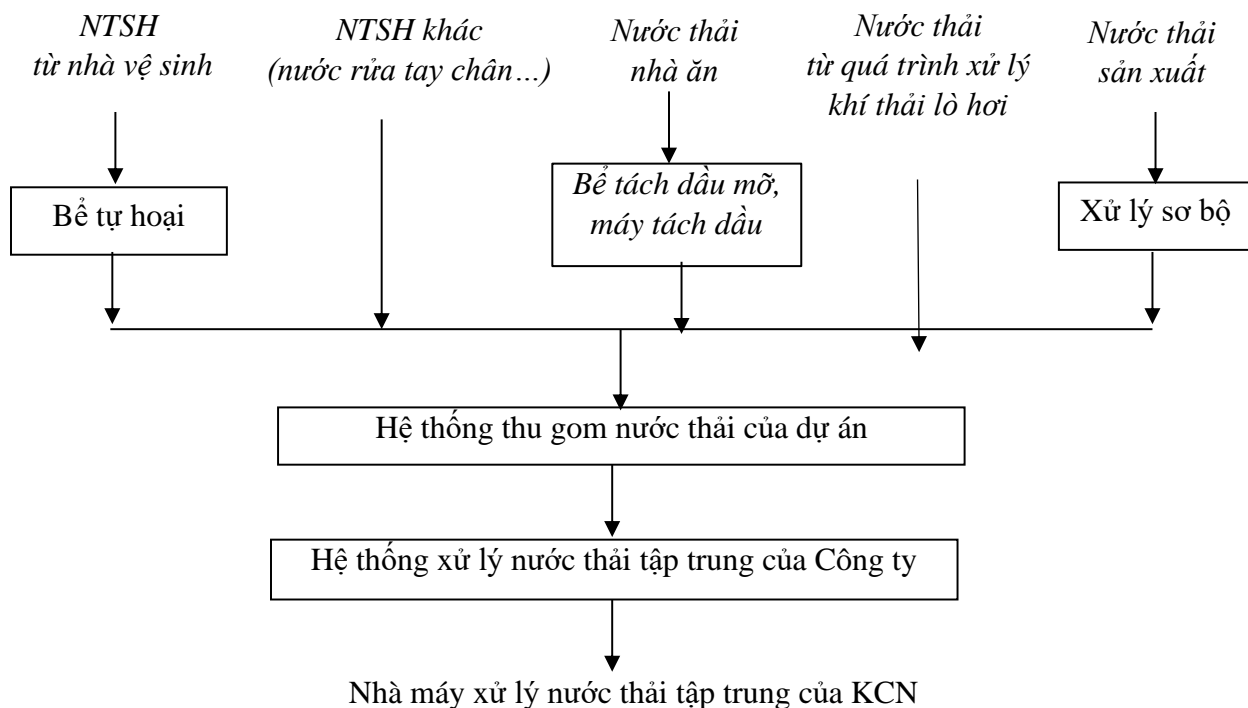 NTSH
từ nhà vệ sinh
NTSH khác
(nước rửa tay chân…)
Nước thải
nhà ăn
Nước thải
từ quá trình xử lý
khí thải lò hơi
Nước thải
sản xuất
Bể tự hoại
Bể tách dầu mỡ,
máy tách dầu
Xử lý sơ bộ
Hệ thống thu gom nước thải của dự án
Hệ thống xử lý nước thải tập trung của Công ty
Nhà máy xử lý nước thải tập trung của KCN